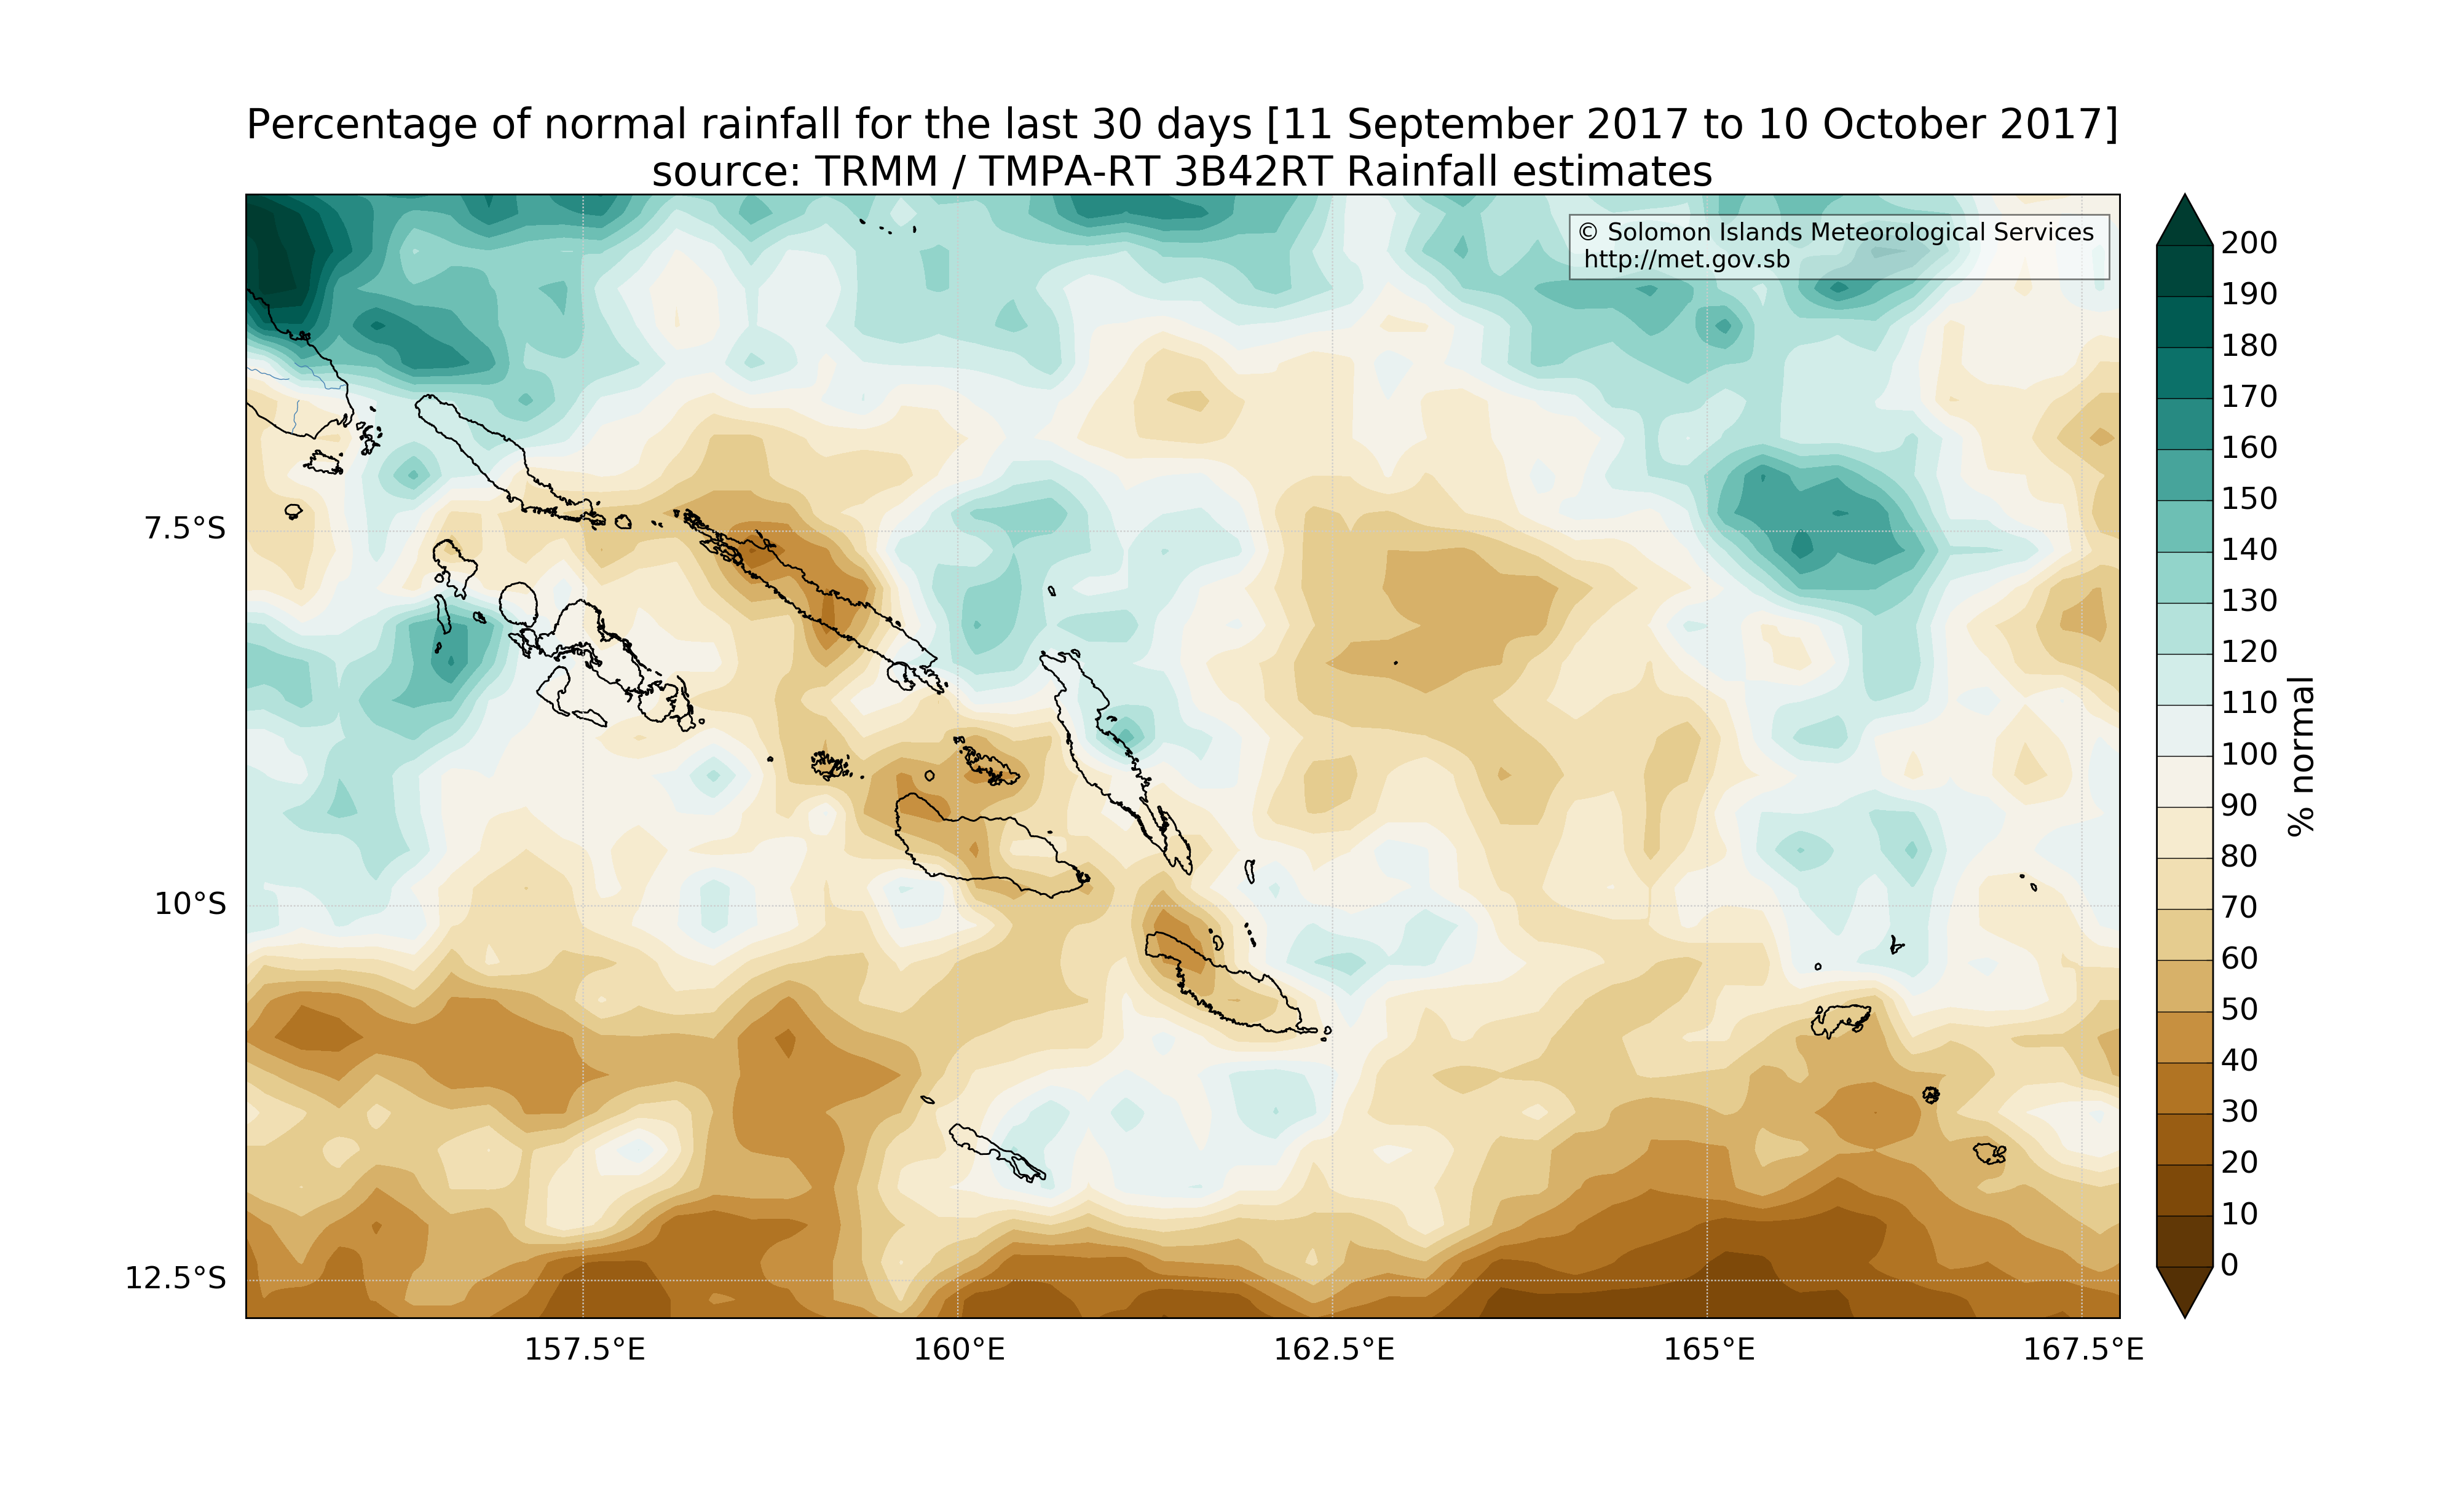 Percentage of normal rainfall for the last 30 days [11 September 2017 to 10 October 2017]
source: TRMM / TMPA-RT 3B42RT Rainfall estimates
© Solomon Islands Meteorological Services
http://met.gov.sb
7.5°S
10°S
12.5°S
157.5°E
160°E
162.5°E
165°E
167.5°E
200
190
180
170
160
150
140
130
120
110
100
90
80
70
60
50
40
30
20
10
0
% normal